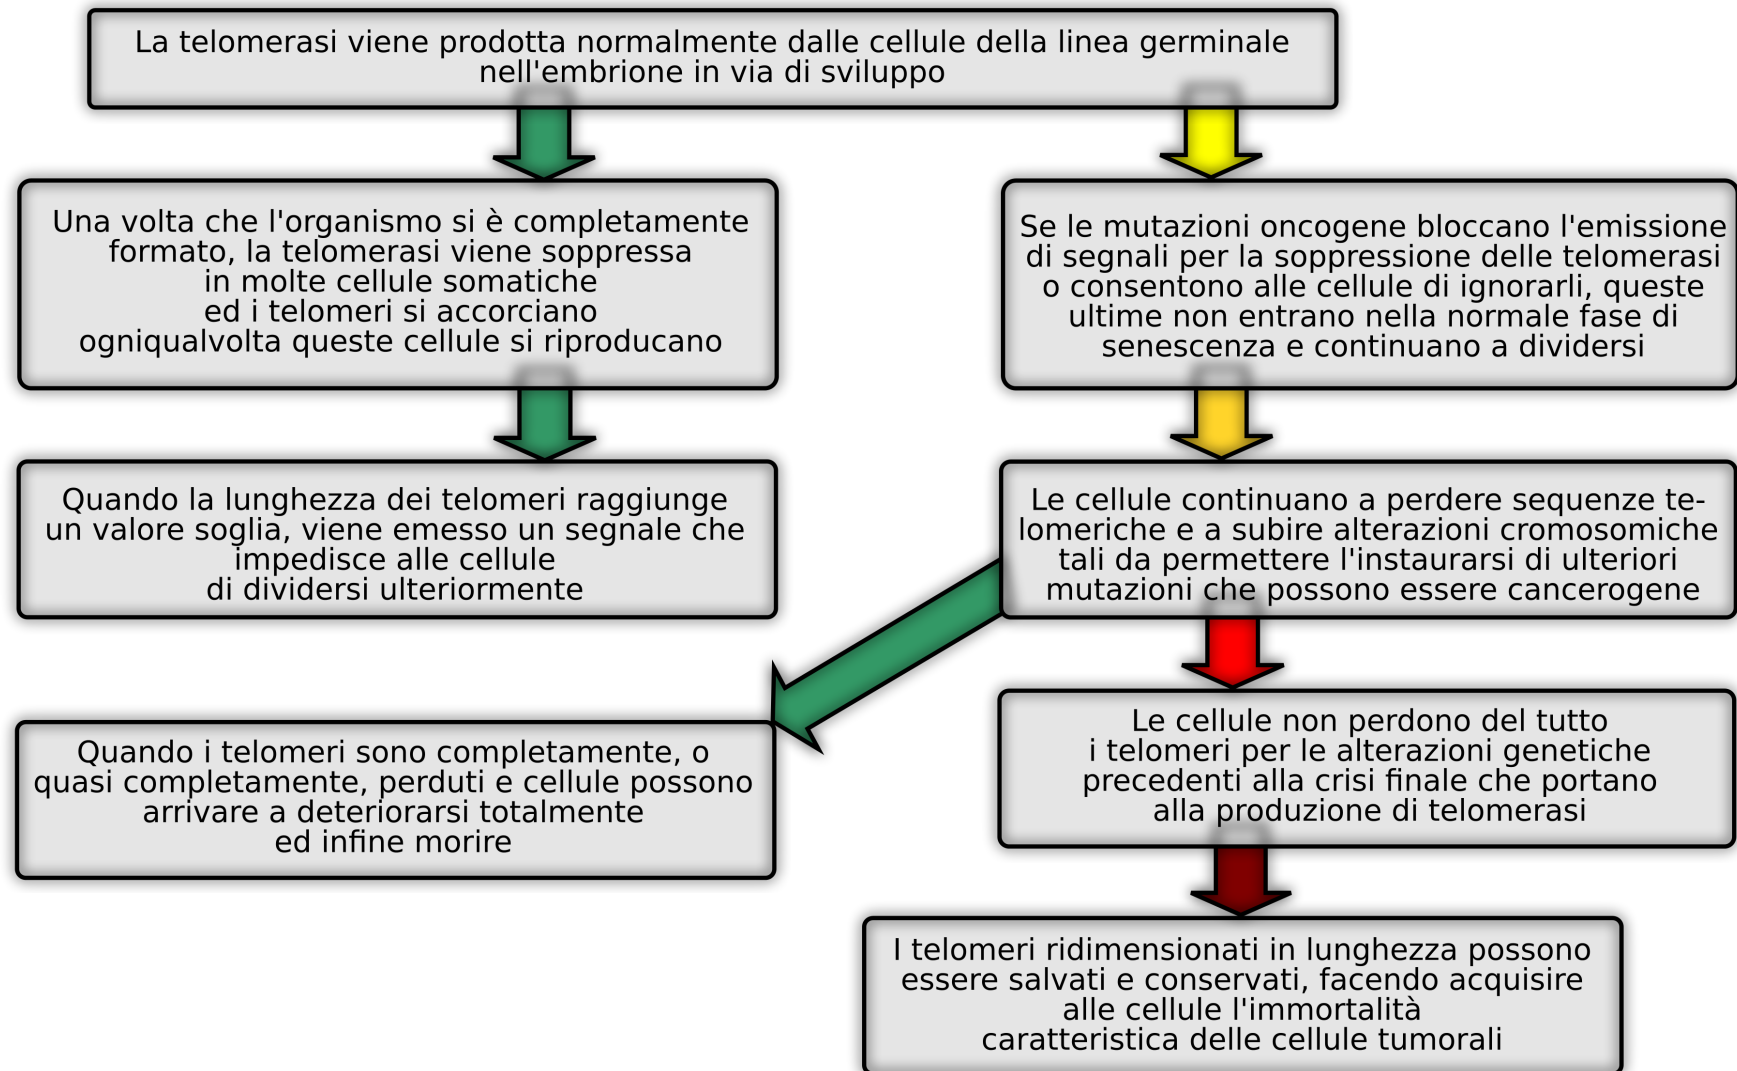 La telomerasi viene prodotta normalmente dalle cellule della linea germinale
nell'embrione in via di sviluppo
Una volta che l'organismo si è completamente
formato, la telomerasi viene soppressa
in molte cellule somatiche
ed i telomeri si accorciano
ogniqualvolta queste cellule si riproducano
Se le mutazioni oncogene bloccano l'emissione
di segnali per la soppressione delle telomerasi
o consentono alle cellule di ignorarli, queste
ultime non entrano nella normale fase di
senescenza e continuano a dividersi
Quando la lunghezza dei telomeri raggiunge
un valore soglia, viene emesso un segnale che
impedisce alle cellule
di dividersi ulteriormente
Le cellule continuano a perdere sequenze te-
lomeriche e a subire alterazioni cromosomiche
tali da permettere l'instaurarsi di ulteriori
mutazioni che possono essere cancerogene
Quando i telomeri sono completamente, o
quasi completamente, perduti e cellule possono
arrivare a deteriorarsi totalmente
ed infine morire
Le cellule non perdono del tutto
i telomeri per le alterazioni genetiche
precedenti alla crisi finale che portano
alla produzione di telomerasi
I telomeri ridimensionati in lunghezza possono
essere salvati e conservati, facendo acquisire
alle cellule l'immortalità
caratteristica delle cellule tumorali